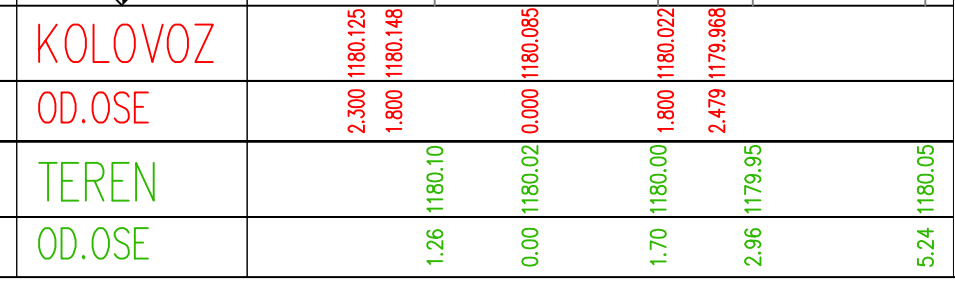 KOLOVOZ 1180.125 1180.148 1180.085 1180.022 1179.968
OD.OSE 2.300 1.800 0.000 1.800 2.479
TEREN 1180.10 1180.02 1180.00 1179.95 1180.05
OD.OSE 1.26 0.00 1.70 2.96 5.24